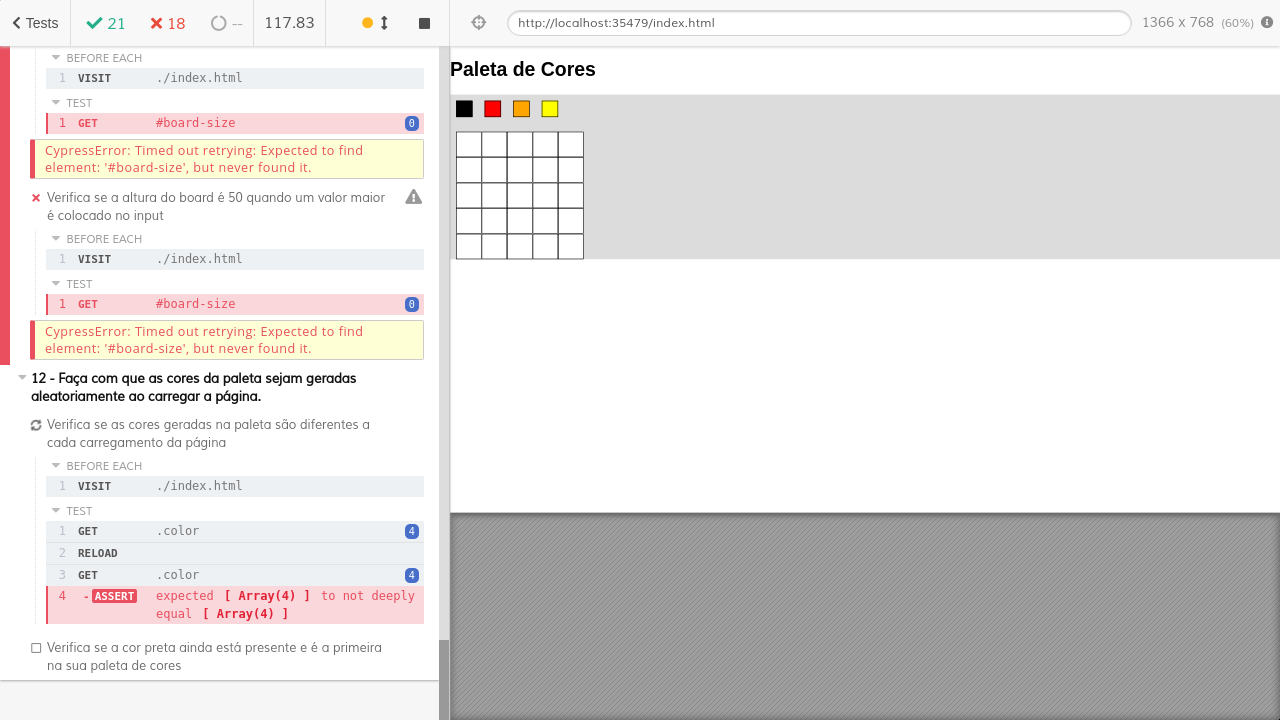 Tests
21
18
--
117.83
http://localhost:35479/index.html
1366 x 768 (60%)
BEFORE EACH
1 VISIT ./index.html
TEST
1 GET #board-size 0
CypressError: Timed out retrying: Expected to find
element: '#board-size', but never found it.
Verifica se a altura do board é 50 quando um valor maior
é colocado no input
BEFORE EACH
1 VISIT ./index.html
TEST
1 GET #board-size 0
CypressError: Timed out retrying: Expected to find
element: '#board-size', but never found it.
12 - Faça com que as cores da paleta sejam geradas
aleatoriamente ao carregar a página.
Verifica se as cores geradas na paleta são diferentes a
cada carregamento da página
BEFORE EACH
1 VISIT ./index.html
TEST
1 GET .color 4
2 RELOAD
3 GET .color 4
4 -ASSERT expected [ Array(4) ] to not deeply
equal [ Array(4) ]
Verifica se a cor preta ainda está presente e é a primeira
na sua paleta de cores
Paleta de Cores